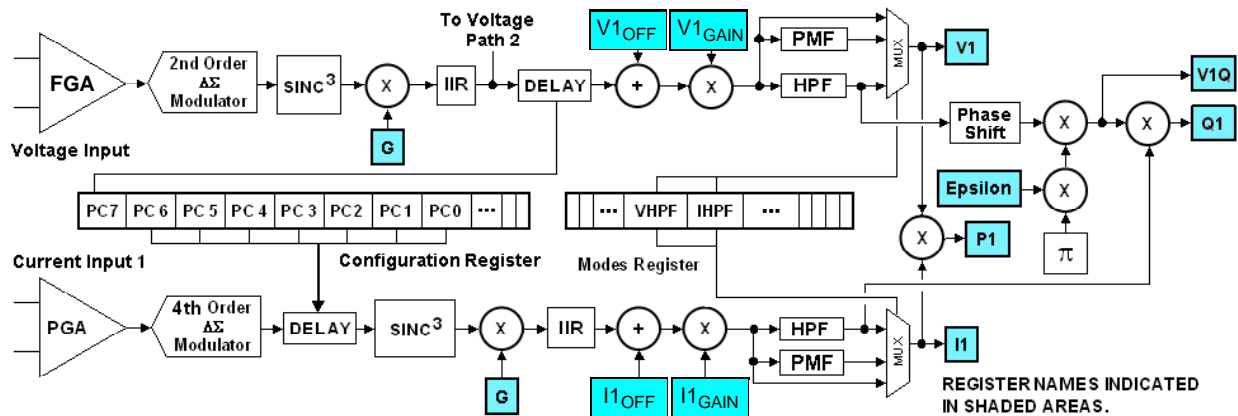 To Voltage
Path 2
V1OFF
V1GAIN
FGA
2nd Order
ΔΣ
Modulator
SINC3
X
IIR
DELAY
+
X
PMF
HPF
MUX
V1
V1Q
Phase
Shift
X
X
Q1
G
Voltage Input
Epsilon
X
π
PC7 PC 6 PC 5 PC 4 PC 3 PC2 PC1 PC0 ...
... VHPF IHPF ...
X
P1
Current Input 1
Configuration Register
Modes Register
PGA
4th Order
ΔΣ
Modulator
DELAY
SINC3
X
IIR
+
X
HPF
PMF
MUX
I1
G
I1OFF
I1GAIN
REGISTER NAMES INDICATED
IN SHADED AREAS.